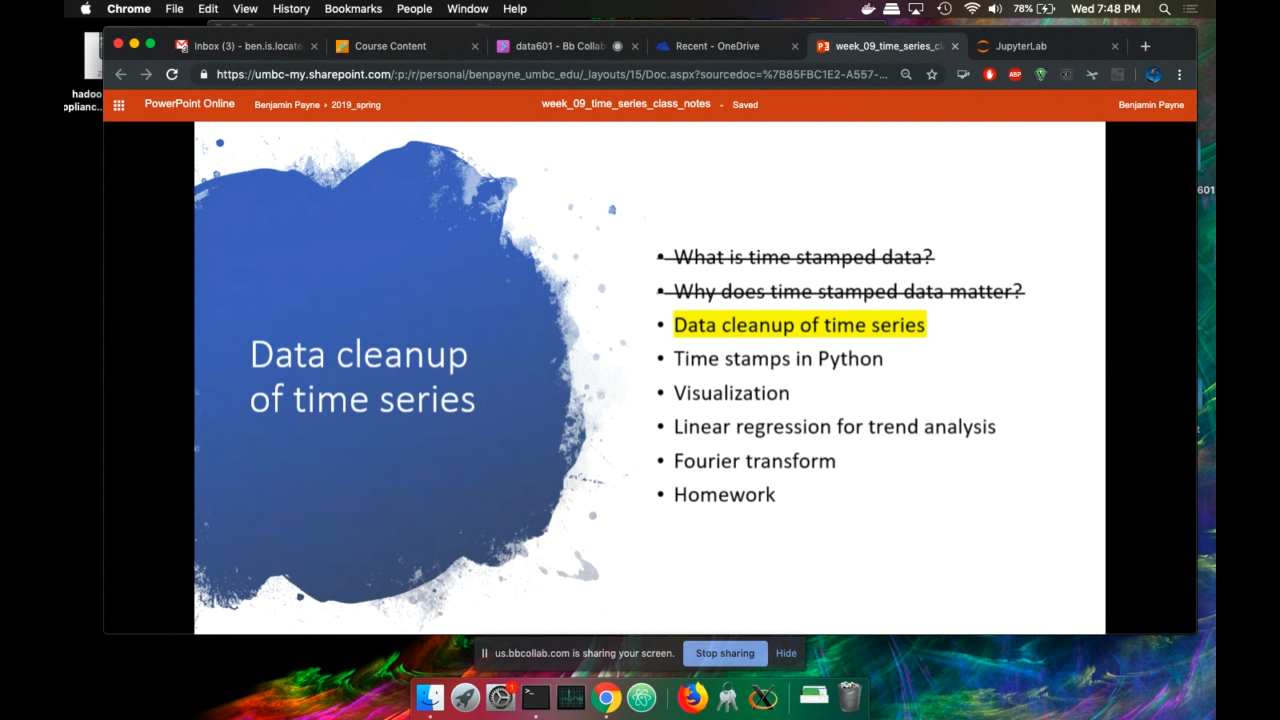 Chrome File Edit View History Bookmarks People Window Help 78% Wed 7:48 PM
Inbox (3) - ben.is.locate Course Content data601 - Bb Collab Recent - OneDrive week_09_time_series_cl JupyterLab
https://umbc-my.sharepoint.com/:p:/r/personal/benpayne_umbc_edu/_layouts/15/Doc.aspx?sourcedoc=%7B85FBC1E2-A557-...
ABP
hadoo
pplianc...
PowerPoint Online Benjamin Payne › 2019_spring week_09_time_series_class_notes - Saved Benjamin Payne
601
Data cleanup
of time series
• What is time stamped data?
• Why does time stamped data matter?
• Data cleanup of time series
• Time stamps in Python
• Visualization
• Linear regression for trend analysis
• Fourier transform
• Homework
us.bbcollab.com is sharing your screen. Stop sharing Hide
1